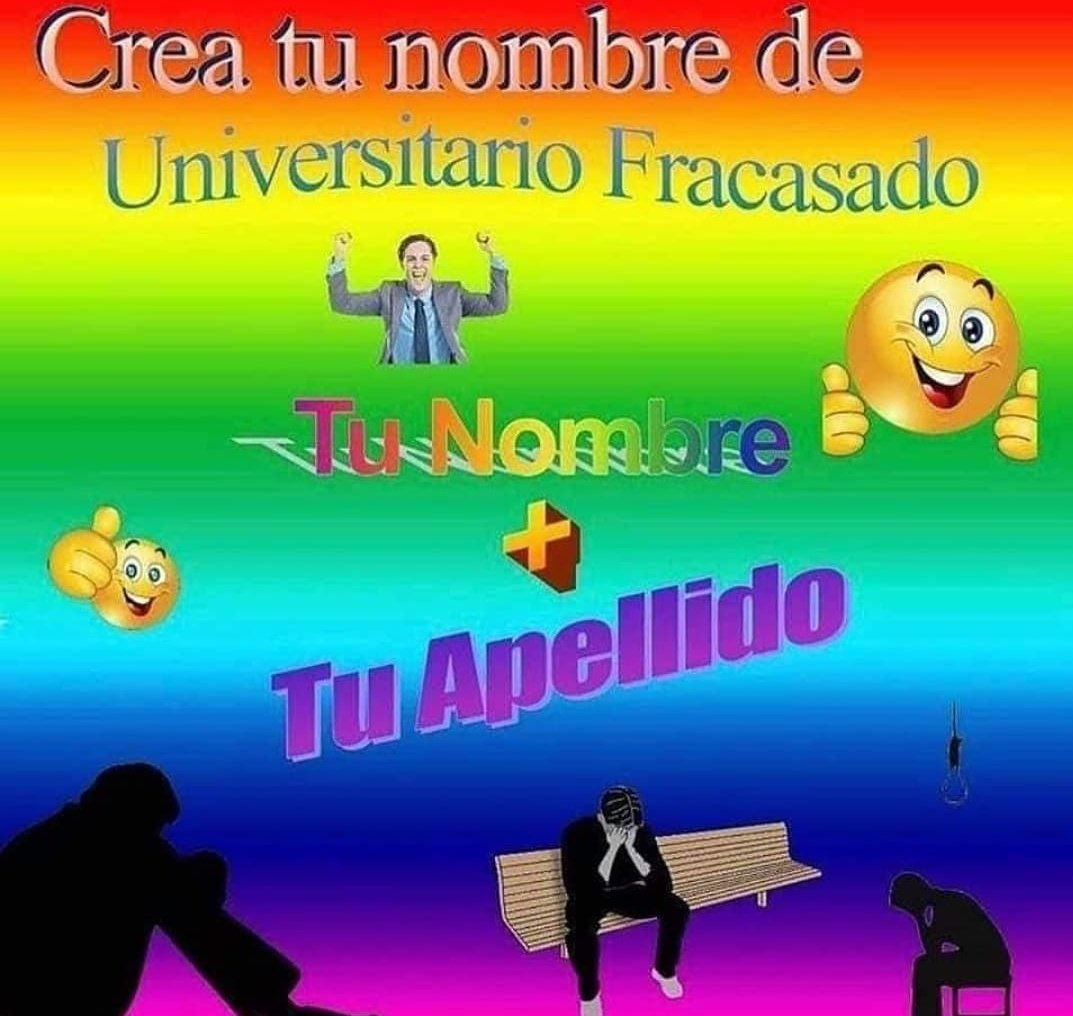 Crea tu nombre de
Universitario Fracasado
Tu Nombre
+
Tu Apellido